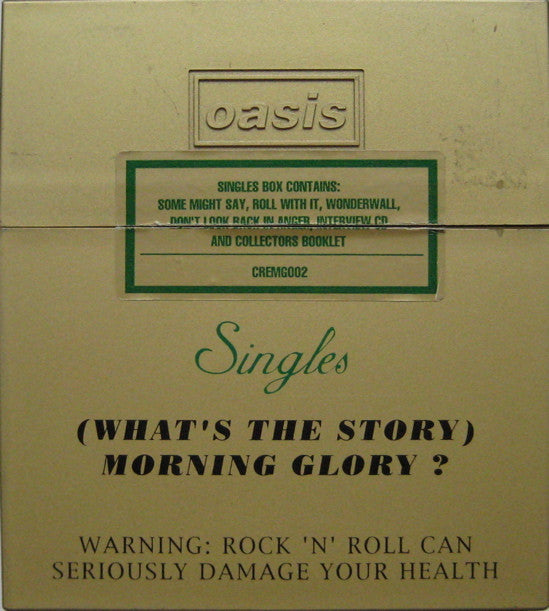 oasis
SINGLES BOX CONTAINS:
SOME MIGHT SAY, ROLL WITH IT, WONDERWALL,
DON'T LOOK BACK IN ANGER, INTERVIEW CD
AND COLLECTORS BOOKLET
CREMG002
Singles
(WHAT'S THE STORY)
MORNING GLORY ?
WARNING: ROCK 'N' ROLL CAN
SERIOUSLY DAMAGE YOUR HEALTH